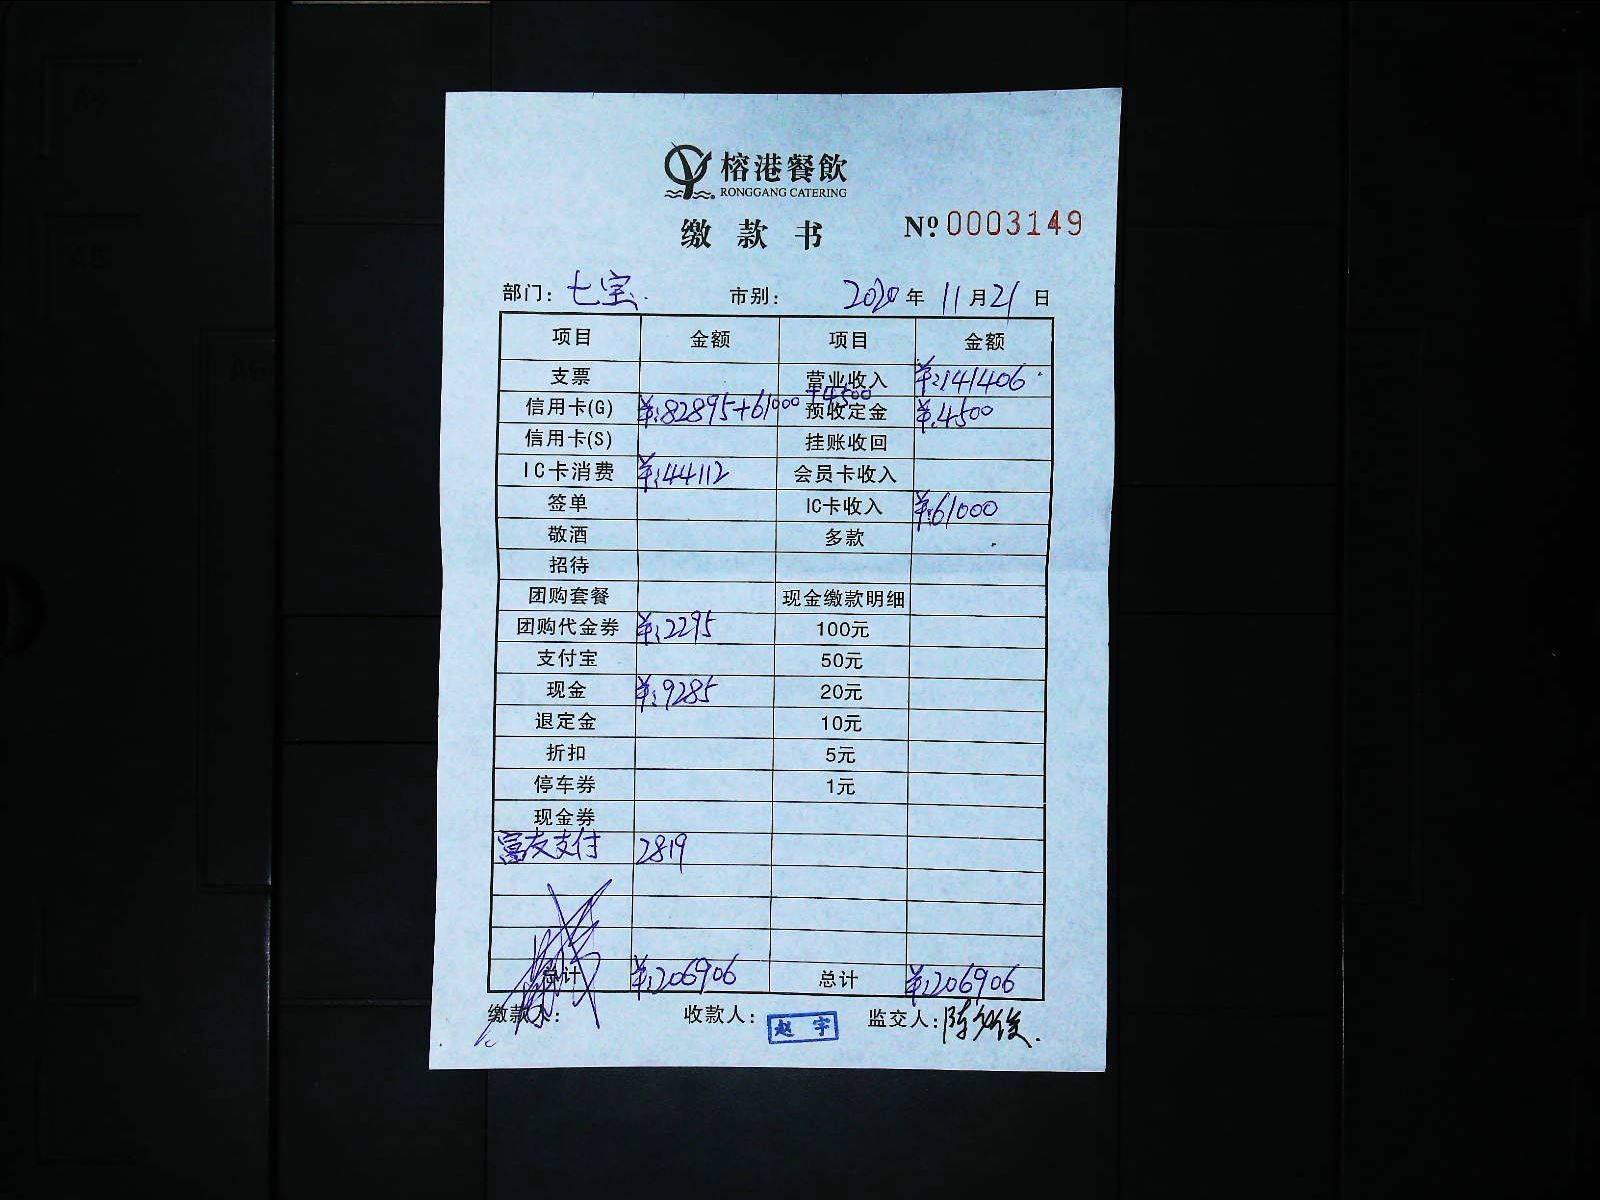 榕港餐飲
RONGGANG CATERING
缴款书 Nº 0003149
部门: 七宝. 市别: 2020年11月21日
项目 金额 项目 金额
支票 营业收入 ¥:141406
信用卡(G) ¥:82895+61000+4500 预收定金 ¥:4500
信用卡(S) 挂账收回
IC卡消费 ¥:44112 会员卡收入
签单 IC卡收入 ¥:61000
敬酒 多款
招待
团购套餐 现金缴款明细
团购代金券 ¥:2295 100元
支付宝 50元
现金 ¥:9285 20元
退定金 10元
折扣 5元
停车券 1元
现金券
富友支付 2819
总计 ¥:206906 总计 ¥:206906
缴款人: 收款人: 赵宇 监交人: